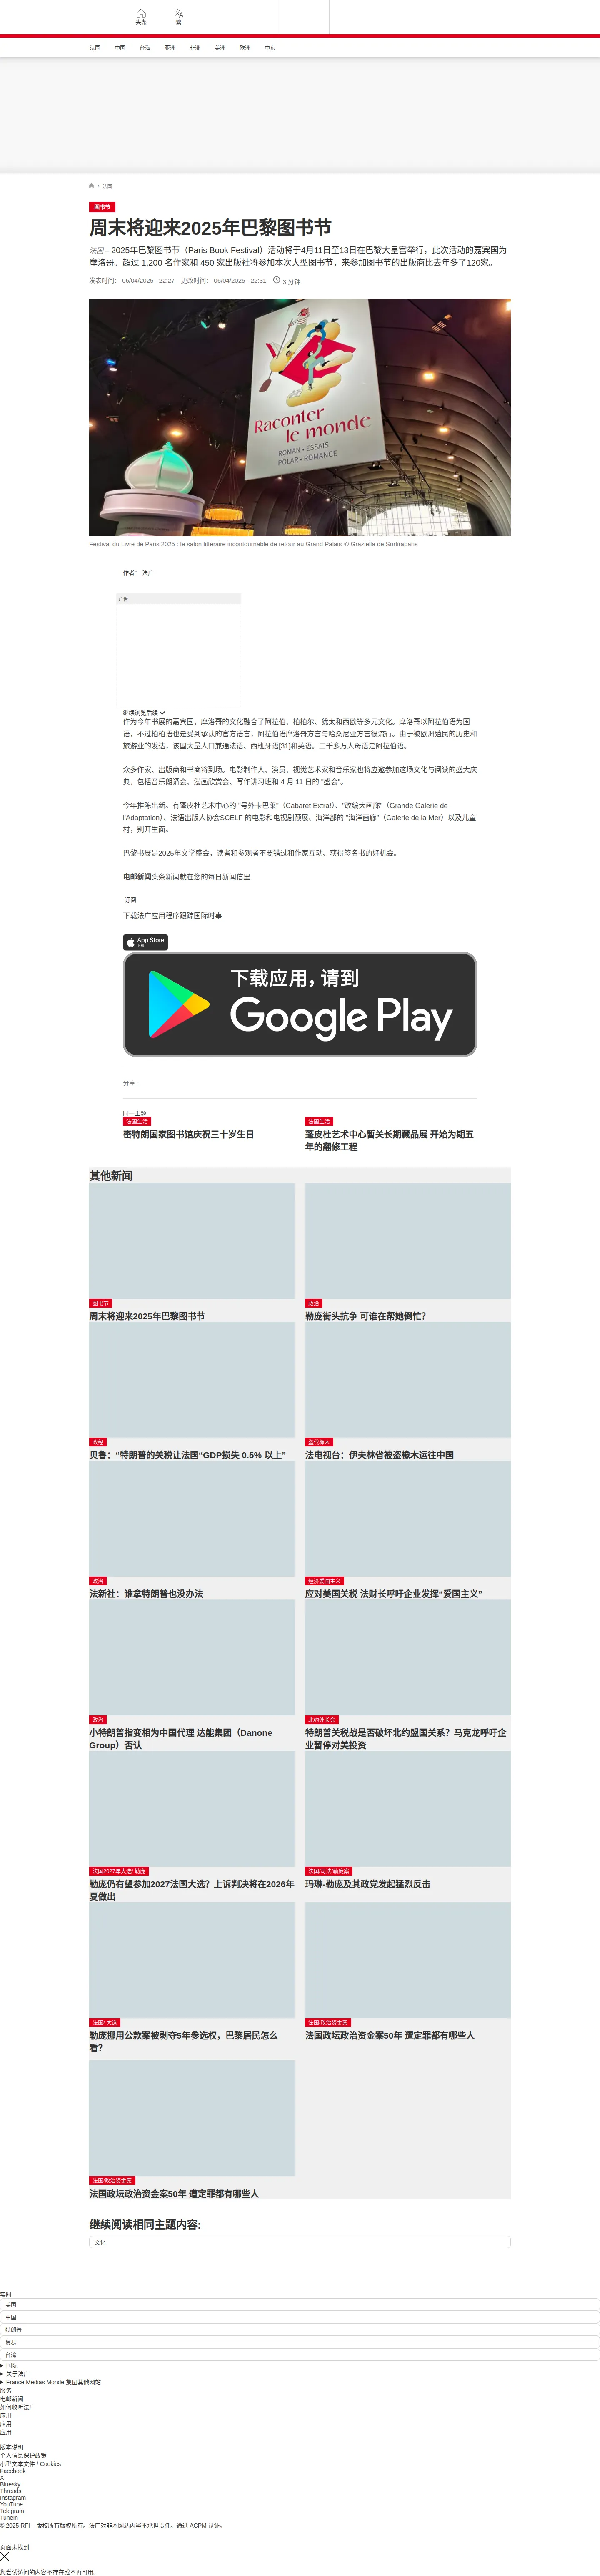 头条
繁
法国
中国
台海
亚洲
非洲
美洲
欧洲
中东
/ 法国
图书节
周末将迎来2025年巴黎图书节
法国 – 2025年巴黎图书节（Paris Book Festival）活动将于4月11日至13日在巴黎大皇宫举行，此次活动的嘉宾国为
摩洛哥。超过 1,200 名作家和 450 家出版社将参加本次大型图书节，来参加图书节的出版商比去年多了120家。
发表时间： 06/04/2025 - 22:27 更改时间： 06/04/2025 - 22:31 3 分钟
Raconter
le monde
ROMAN • ESSAIS
POLAR • ROMANCE
Festival du Livre de Paris 2025 : le salon littéraire incontournable de retour au Grand Palais © Graziella de Sortiraparis
作者： 法广
广告
继续浏览后续
作为今年书展的嘉宾国，摩洛哥的文化融合了阿拉伯、柏柏尔、犹太和西欧等多元文化。摩洛哥以阿拉伯语为国
语，不过柏柏语也是受到承认的官方语言，阿拉伯语摩洛哥方言与哈桑尼亚方言很流行。由于被欧洲殖民的历史和
旅游业的发达，该国大量人口兼通法语、西班牙语[31]和英语。三千多万人母语是阿拉伯语。
众多作家、出版商和书商将到场。电影制作人、演员、视觉艺术家和音乐家也将应邀参加这场文化与阅读的盛大庆
典，包括音乐朗诵会、漫画欣赏会、写作讲习班和 4 月 11 日的 "盛会"。
今年推陈出新。有蓬皮杜艺术中心的 "号外卡巴莱"（Cabaret Extra!）、"改编大画廊"（Grande Galerie de
l'Adaptation）、法语出版人协会SCELF 的电影和电视剧预展、海洋部的 "海洋画廊"（Galerie de la Mer）以及儿童
村，别开生面。
巴黎书展是2025年文学盛会，读者和参观者不要错过和作家互动、获得签名书的好机会。
电邮新闻头条新闻就在您的每日新闻信里
订阅
下载法广应用程序跟踪国际时事
App Store
下载
下载应用，请到
Google Play
分享 :
同一主题
法国生活
密特朗国家图书馆庆祝三十岁生日
法国生活
蓬皮杜艺术中心暂关长期藏品展 开始为期五
年的翻修工程
其他新闻
图书节
周末将迎来2025年巴黎图书节
政治
勒庞街头抗争 可谁在帮她倒忙？
政经
贝鲁：“特朗普的关税让法国“GDP损失 0.5% 以上”
盗伐橡木
法电视台：伊夫林省被盗橡木运往中国
政治
法新社：谁拿特朗普也没办法
经济爱国主义
应对美国关税 法财长呼吁企业发挥“爱国主义”
政治
小特朗普指变相为中国代理 达能集团（Danone
Group）否认
北约外长会
特朗普关税战是否破坏北约盟国关系？马克龙呼吁企
业暂停对美投资
法国2027年大选/ 勒庞
勒庞仍有望参加2027法国大选？上诉判决将在2026年
夏做出
法国/司法/勒庞案
玛琳·勒庞及其政党发起猛烈反击
法国/ 大选
勒庞挪用公款案被剥夺5年参选权，巴黎居民怎么
看？
法国/政治资金案
法国政坛政治资金案50年 遭定罪都有哪些人
法国/政治资金案
法国政坛政治资金案50年 遭定罪都有哪些人
继续阅读相同主题内容:
文化
实时
美国
中国
特朗普
贸易
台湾
国际
关于法广
France Médias Monde 集团其他网站
服务
电邮新闻
如何收听法广
应用
应用
应用
版本说明
个人信息保护政策
小型文本文件 / Cookies
Facebook
X
Bluesky
Threads
Instagram
YouTube
Telegram
TuneIn
© 2025 RFI – 版权所有版权所有。法广对非本网站内容不承担责任。通过 ACPM 认证。
页面未找到
您尝试访问的内容不存在或不再可用。